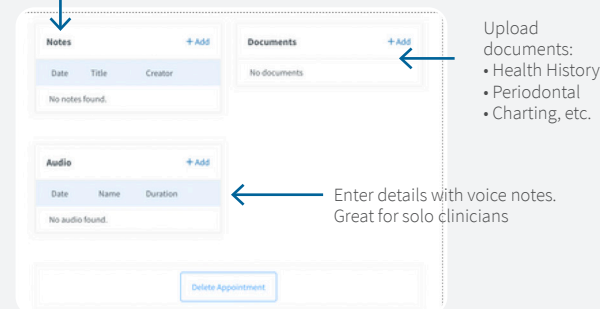 Notes + Add
Date Title Creator
No notes found.
Documents + Add
No documents
Upload
documents:
• Health History
• Periodontal
• Charting, etc.
Audio + Add
Date Name Duration
No audio found.
Enter details with voice notes.
Great for solo clinicians
Delete Appointment